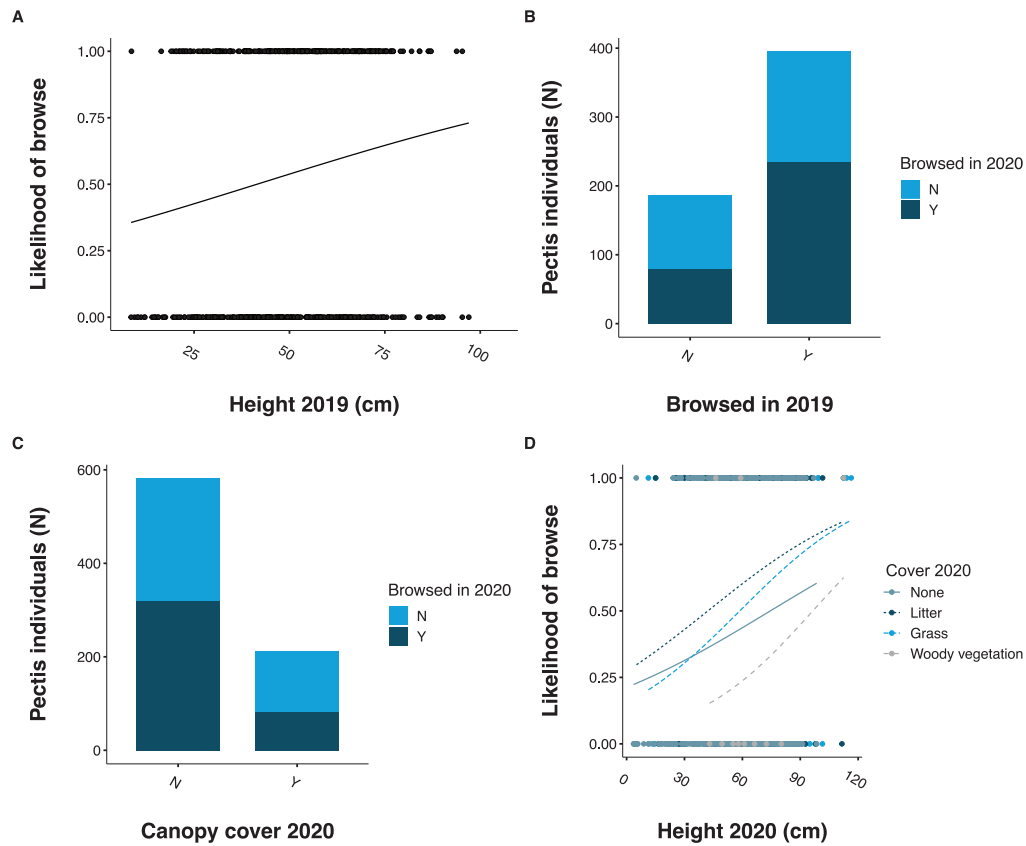 A
Likelihood of browse
1.00
0.75
0.50
0.25
0.00
25
50
75
100
Height 2019 (cm)
B
Pectis individuals (N)
400
300
200
100
0
N
Y
Browsed in 2019
Browsed in 2020
N
Y
C
Pectis individuals (N)
600
400
200
0
N
Y
Canopy cover 2020
Browsed in 2020
N
Y
D
Likelihood of browse
1.00
0.75
0.50
0.25
0.00
0
30
60
90
120
Height 2020 (cm)
Cover 2020
None
Litter
Grass
Woody vegetation